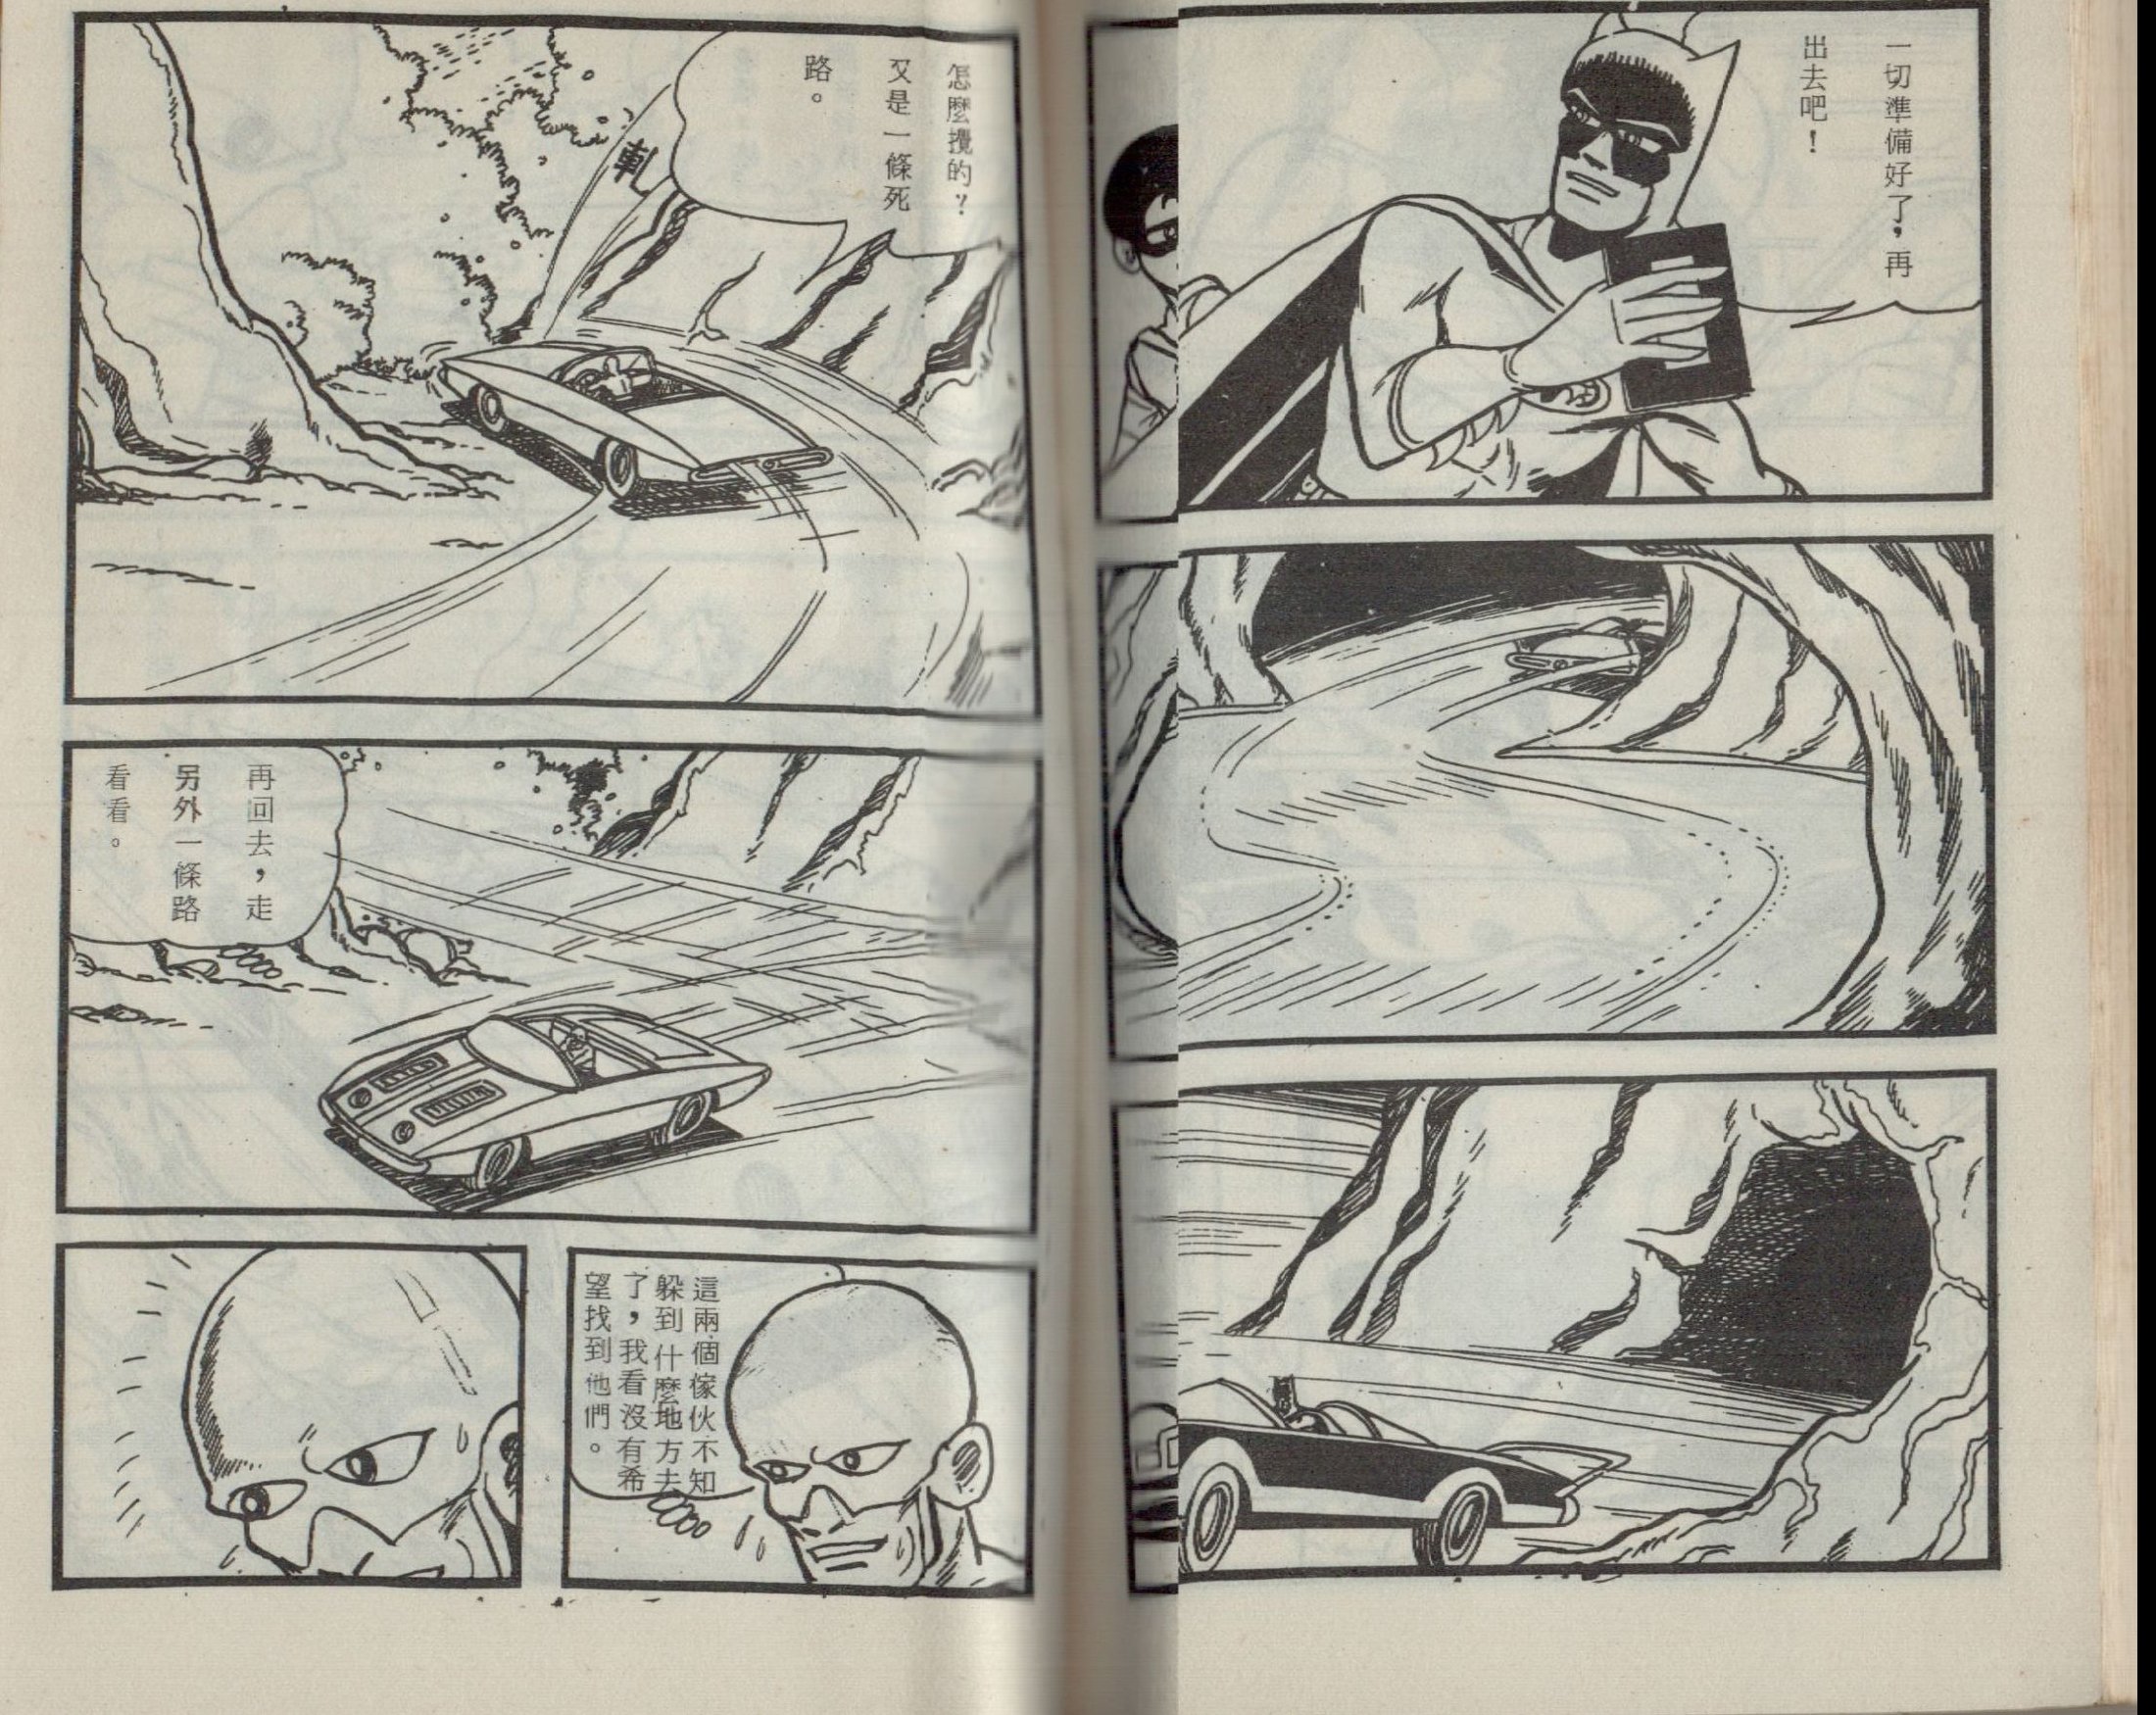 一切準備好了，再
出去吧！
怎麼攪的？
又是一條死
路。
軋
再回去，走
另外一條路
看看。
這兩個傢伙不知
躲到什麼地方去
了，我看沒有希
望找到他們。